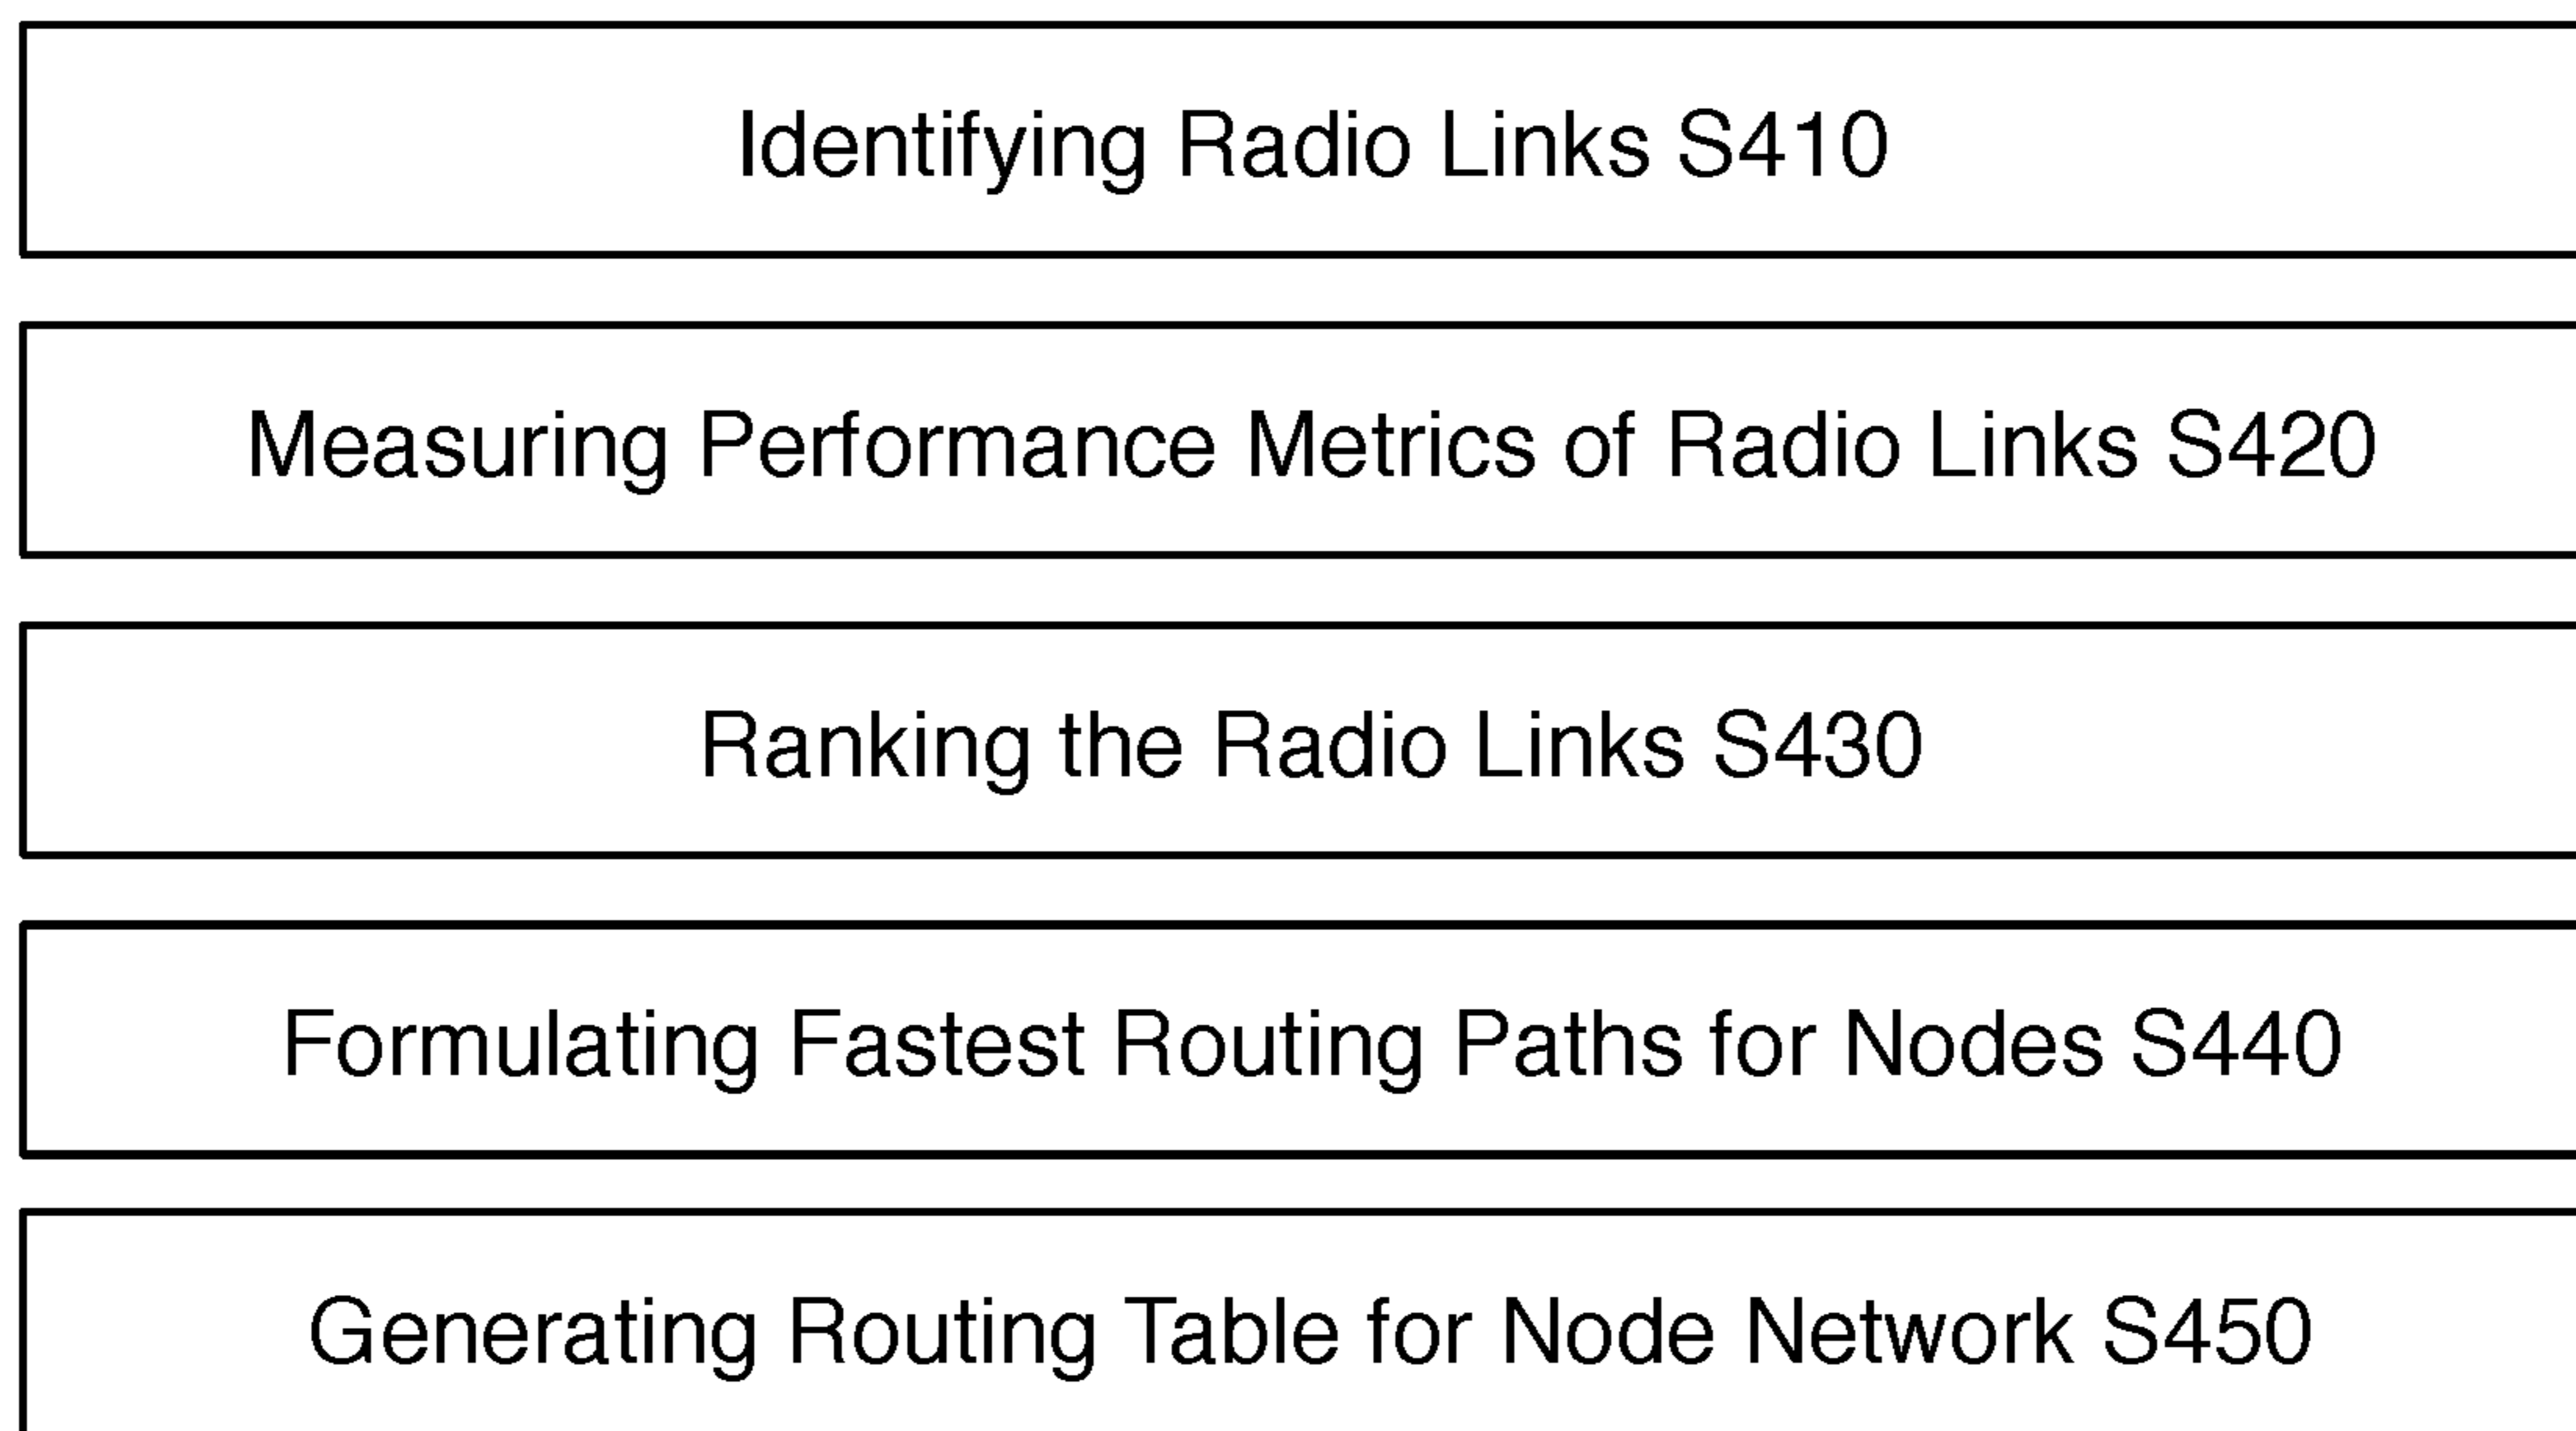 Identifying Radio Links S410
Measuring Performance Metrics of Radio Links S420
Ranking the Radio Links S430
Formulating Fastest Routing Paths for Nodes S440
Generating Routing Table for Node Network S450